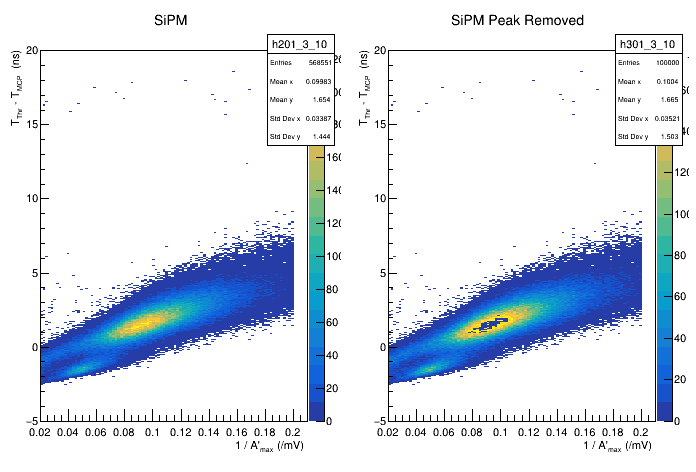 SiPM
h201_3_10
Entries 568551
Mean x 0.09983
Mean y 1.654
Std Dev x 0.03387
Std Dev y 1.444
T_Thr - T_MCP (ns)
20
15
10
5
0
−5
0.02 0.04 0.06 0.08 0.1 0.12 0.14 0.16 0.18 0.2
1 / A'_max (/mV)
140
120
100
80
60
40
20
0
SiPM Peak Removed
h301_3_10
Entries 100000
Mean x 0.1004
Mean y 1.665
Std Dev x 0.03521
Std Dev y 1.503
T_Thr - T_MCP (ns)
20
15
10
5
0
−5
0.02 0.04 0.06 0.08 0.1 0.12 0.14 0.16 0.18 0.2
1 / A'_max (/mV)
120
100
80
60
40
20
0